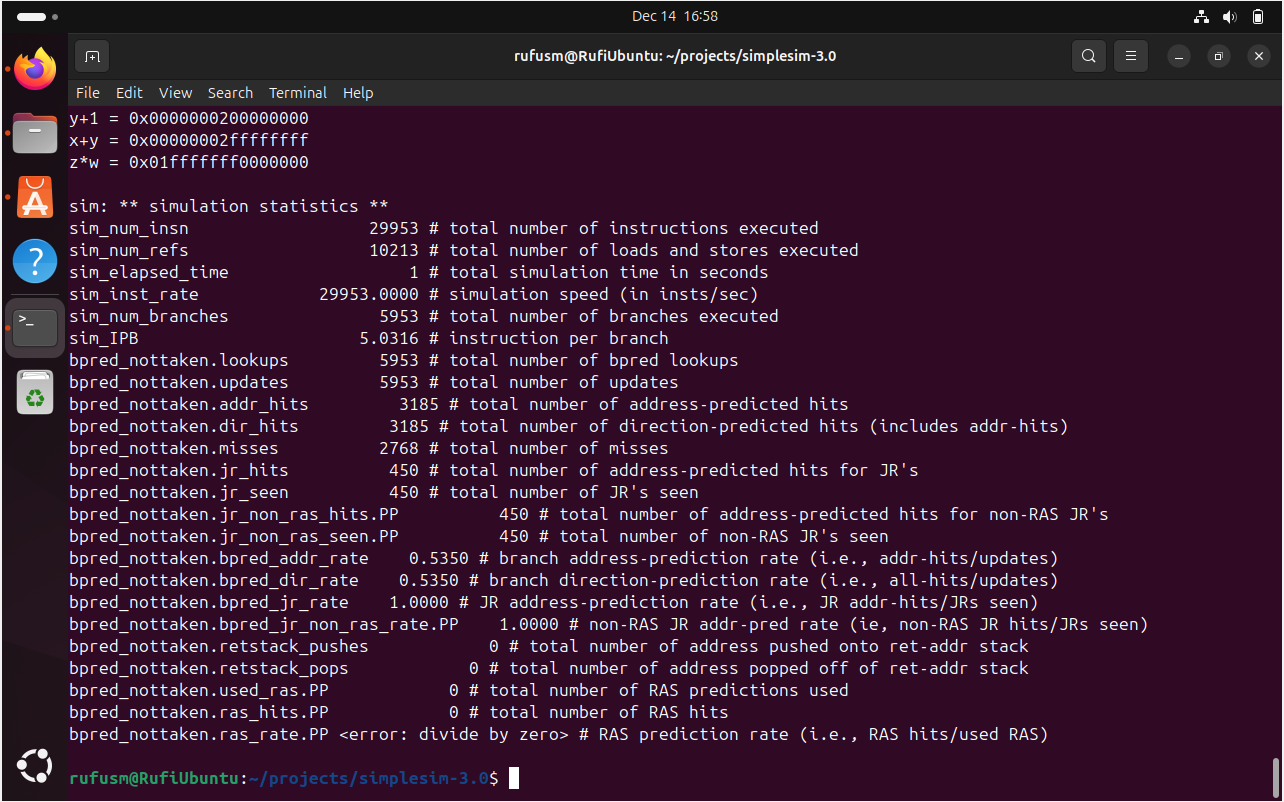 Dec 14 16:58
rufusm@RufiUbuntu: ~/projects/simplesim-3.0
File Edit View Search Terminal Help
y+1 = 0x0000000200000000
x+y = 0x00000002ffffffff
z*w = 0x01fffffff0000000
sim: ** simulation statistics **
sim_num_insn 29953 # total number of instructions executed
sim_num_refs 10213 # total number of loads and stores executed
sim_elapsed_time 1 # total simulation time in seconds
sim_inst_rate 29953.0000 # simulation speed (in insts/sec)
sim_num_branches 5953 # total number of branches executed
sim_IPB 5.0316 # instruction per branch
bpred_nottaken.lookups 5953 # total number of bpred lookups
bpred_nottaken.updates 5953 # total number of updates
bpred_nottaken.addr_hits 3185 # total number of address-predicted hits
bpred_nottaken.dir_hits 3185 # total number of direction-predicted hits (includes addr-hits)
bpred_nottaken.misses 2768 # total number of misses
bpred_nottaken.jr_hits 450 # total number of address-predicted hits for JR's
bpred_nottaken.jr_seen 450 # total number of JR's seen
bpred_nottaken.jr_non_ras_hits.PP 450 # total number of address-predicted hits for non-RAS JR's
bpred_nottaken.jr_non_ras_seen.PP 450 # total number of non-RAS JR's seen
bpred_nottaken.bpred_addr_rate 0.5350 # branch address-prediction rate (i.e., addr-hits/updates)
bpred_nottaken.bpred_dir_rate 0.5350 # branch direction-prediction rate (i.e., all-hits/updates)
bpred_nottaken.bpred_jr_rate 1.0000 # JR address-prediction rate (i.e., JR addr-hits/JRs seen)
bpred_nottaken.bpred_jr_non_ras_rate.PP 1.0000 # non-RAS JR addr-pred rate (ie, non-RAS JR hits/JRs seen)
bpred_nottaken.retstack_pushes 0 # total number of address pushed onto ret-addr stack
bpred_nottaken.retstack_pops 0 # total number of address popped off of ret-addr stack
bpred_nottaken.used_ras.PP 0 # total number of RAS predictions used
bpred_nottaken.ras_hits.PP 0 # total number of RAS hits
bpred_nottaken.ras_rate.PP <error: divide by zero> # RAS prediction rate (i.e., RAS hits/used RAS)
rufusm@RufiUbuntu:~/projects/simplesim-3.0$